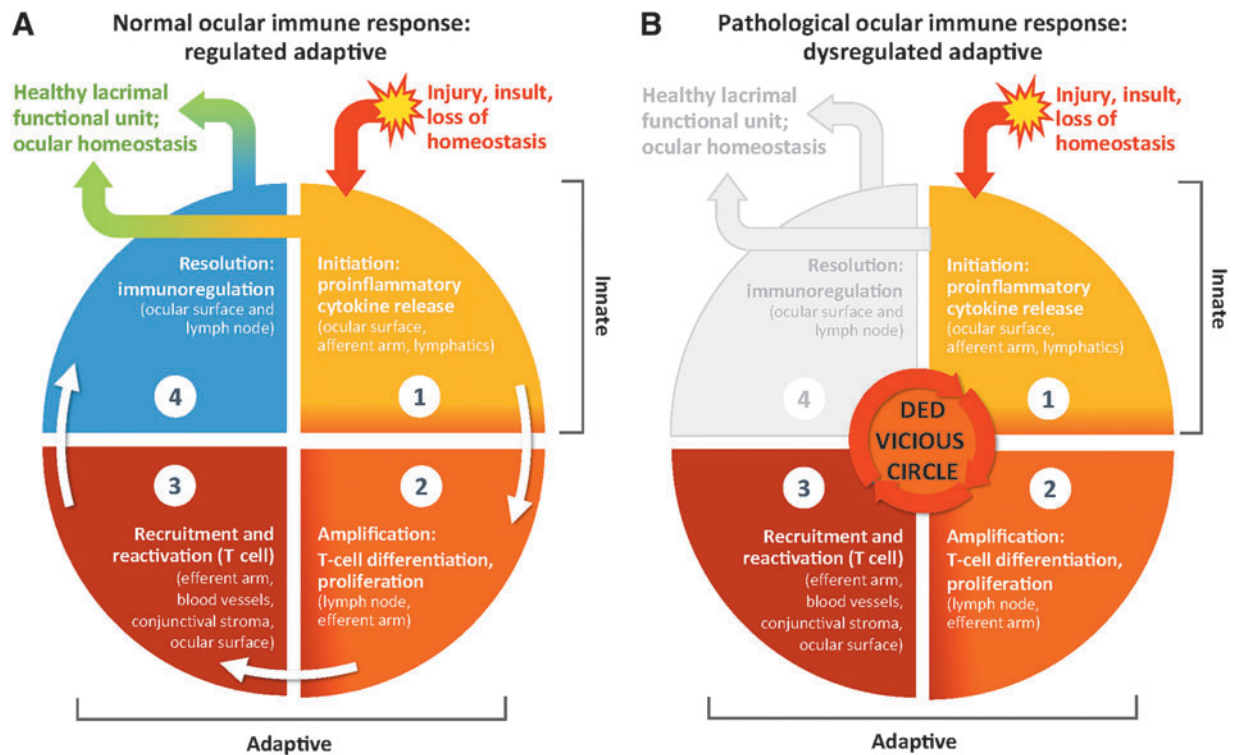 A
Normal ocular immune response:
regulated adaptive
Healthy lacrimal
functional unit;
ocular homeostasis
Injury, insult,
loss of
homeostasis
Resolution:
immunoregulation
(ocular surface and
lymph node)
4
Initiation:
proinflammatory
cytokine release
(ocular surface,
afferent arm, lymphatics)
1
Innate
3
Recruitment and
reactivation (T cell)
(efferent arm,
blood vessels,
conjunctival stroma,
ocular surface)
2
Amplification:
T-cell differentiation,
proliferation
(lymph node,
efferent arm)
Adaptive
B
Pathological ocular immune response:
dysregulated adaptive
Healthy lacrimal
functional unit;
ocular homeostasis
Injury, insult,
loss of
homeostasis
Resolution:
immunoregulation
(ocular surface and
lymph node)
4
Initiation:
proinflammatory
cytokine release
(ocular surface,
afferent arm, lymphatics)
1
Innate
DED
VICIOUS
CIRCLE
3
Recruitment and
reactivation (T cell)
(efferent arm,
blood vessels,
conjunctival stroma,
ocular surface)
2
Amplification:
T-cell differentiation,
proliferation
(lymph node,
efferent arm)
Adaptive